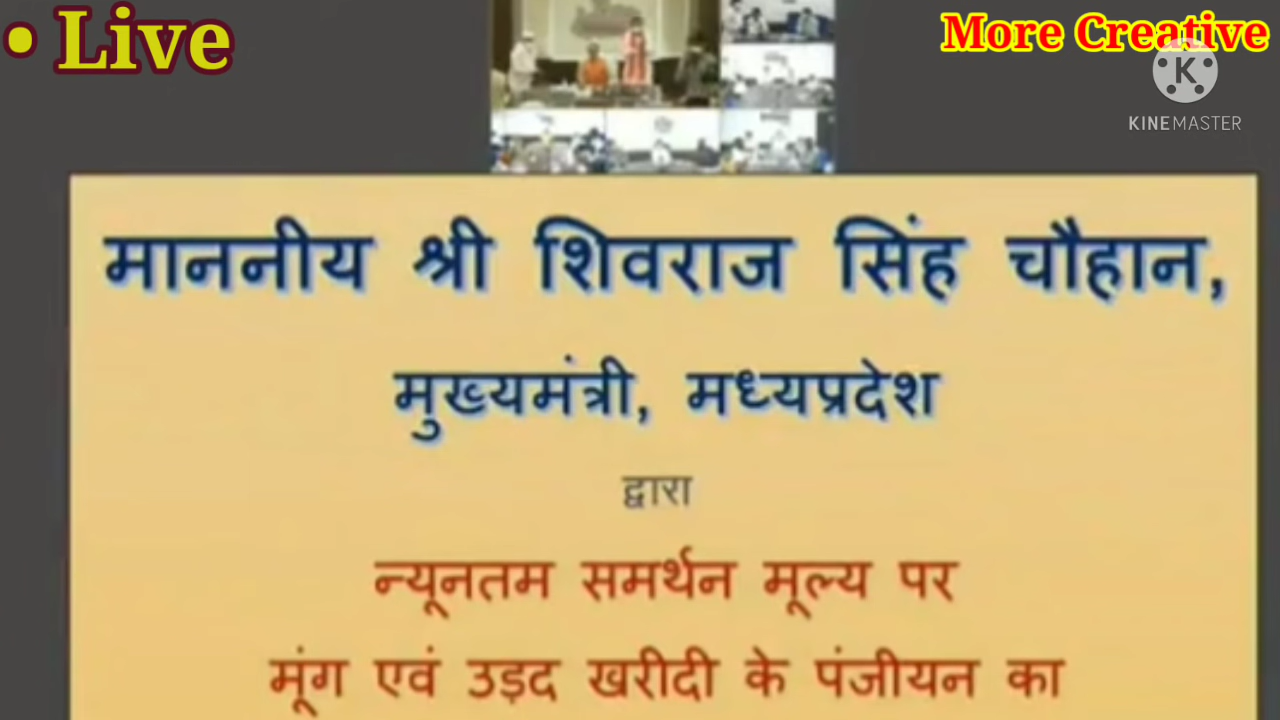 • Live
More Creative
K
KINEMASTER
माननीय श्री शिवराज सिंह चौहान,
मुख्यमंत्री, मध्यप्रदेश
द्वारा
न्यूनतम समर्थन मूल्य पर
मूंग एवं उड़द खरीदी के पंजीयन का